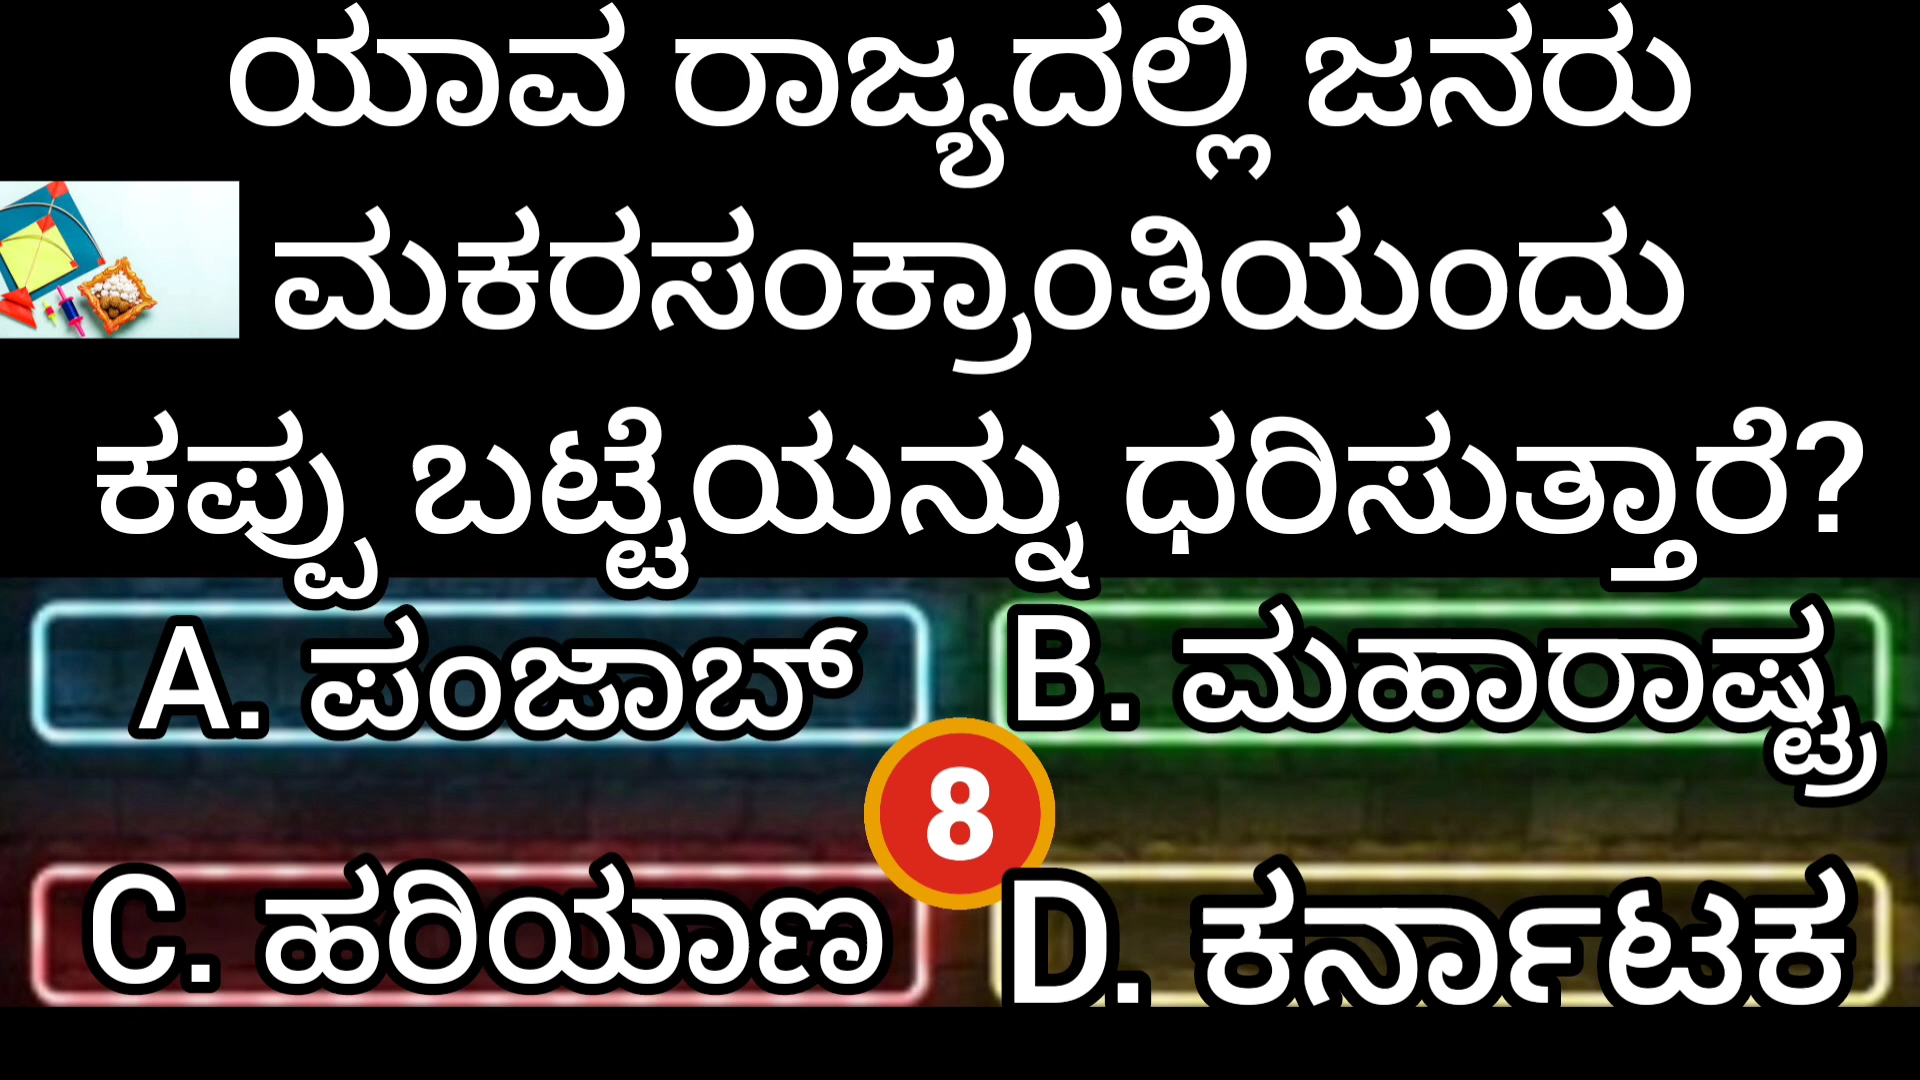 ಯಾವ ರಾಜ್ಯದಲ್ಲಿ ಜನರು
ಮಕರಸಂಕ್ರಾಂತಿಯಂದು
ಕಪ್ಪು ಬಟ್ಟೆಯನ್ನು ಧರಿಸುತ್ತಾರೆ?
A. ಪಂಜಾಬ್
B. ಮಹಾರಾಷ್ಟ್ರ
8
C. ಹರಿಯಾಣ
D. ಕರ್ನಾಟಕ